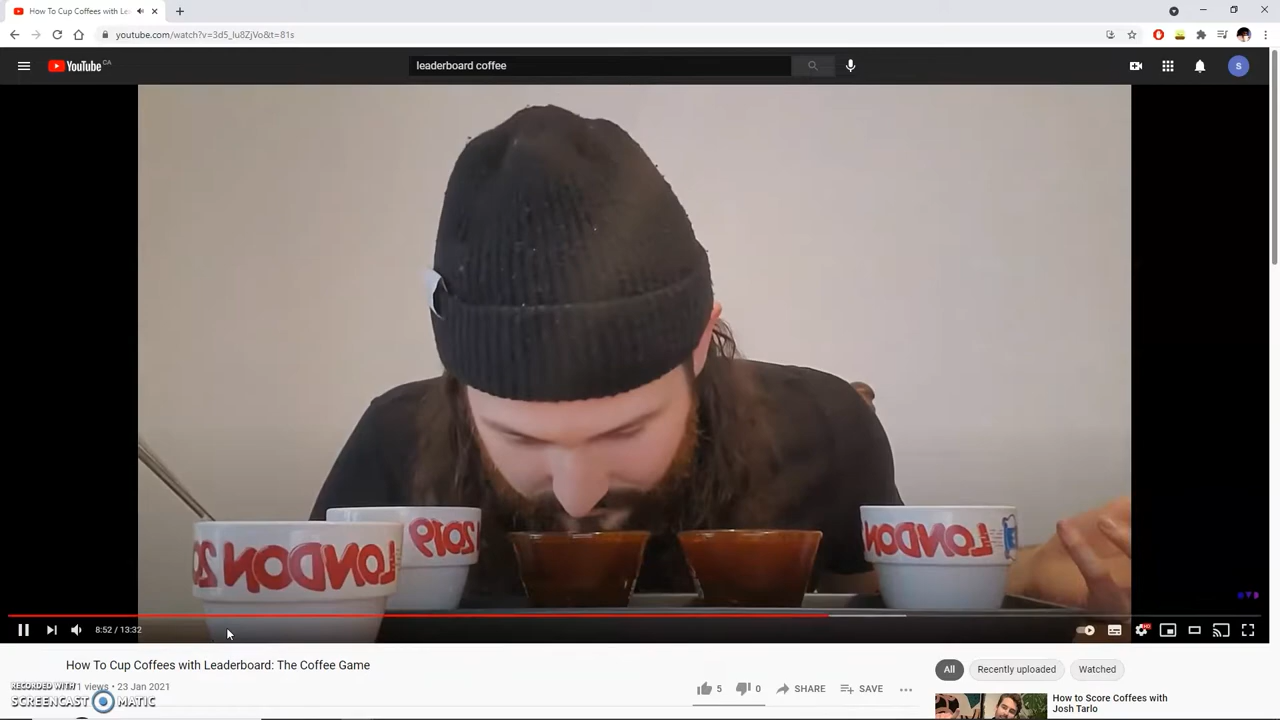 How To Cup Coffees with Lea
youtube.com/watch?v=3d5_lu8ZjVo&t=81s
YouTube CA
leaderboard coffee
S
LONDON 20
2019
LONDON
8:52 / 13:32
HD
How To Cup Coffees with Leaderboard: The Coffee Game
views • 23 Jan 2021
5
0
SHARE
SAVE
All
Recently uploaded
Watched
How to Score Coffees with
Josh Tarlo
RECORDED WITH
SCREENCAST MATIC